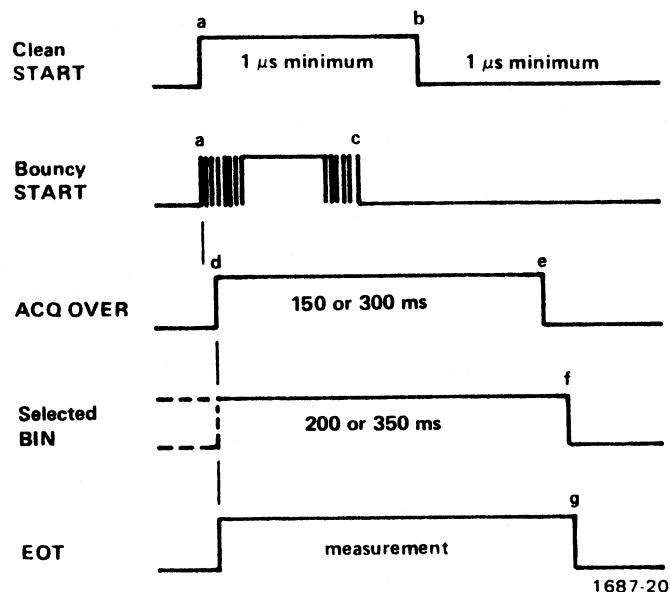 a
b
Clean
START
1 μs minimum
1 μs minimum
a
c
Bouncy
START
d
e
ACQ OVER
150 or 300 ms
f
Selected
BIN
200 or 350 ms
g
EOT
measurement
1687-20